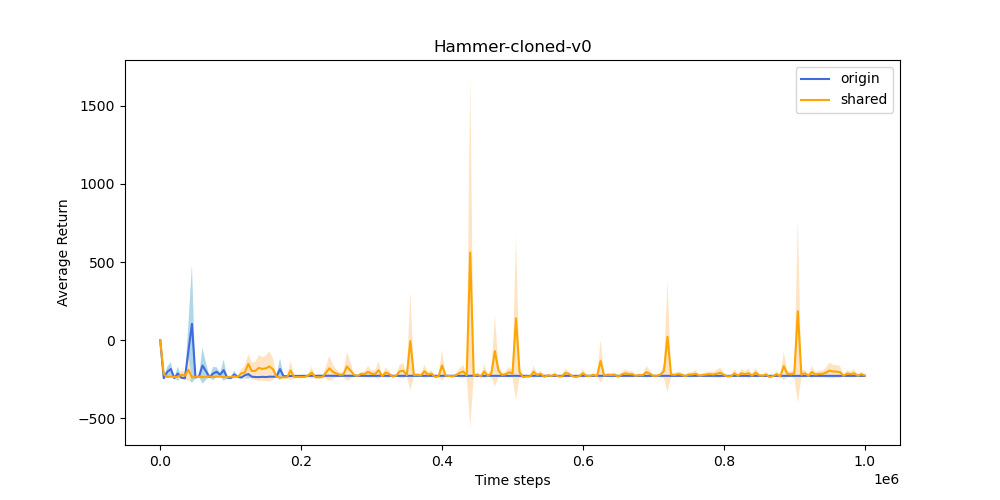 Hammer-cloned-v0
origin
shared
Average Return
1500
1000
500
0
−500
0.0 0.2 0.4 0.6 0.8 1.0
1e6
Time steps